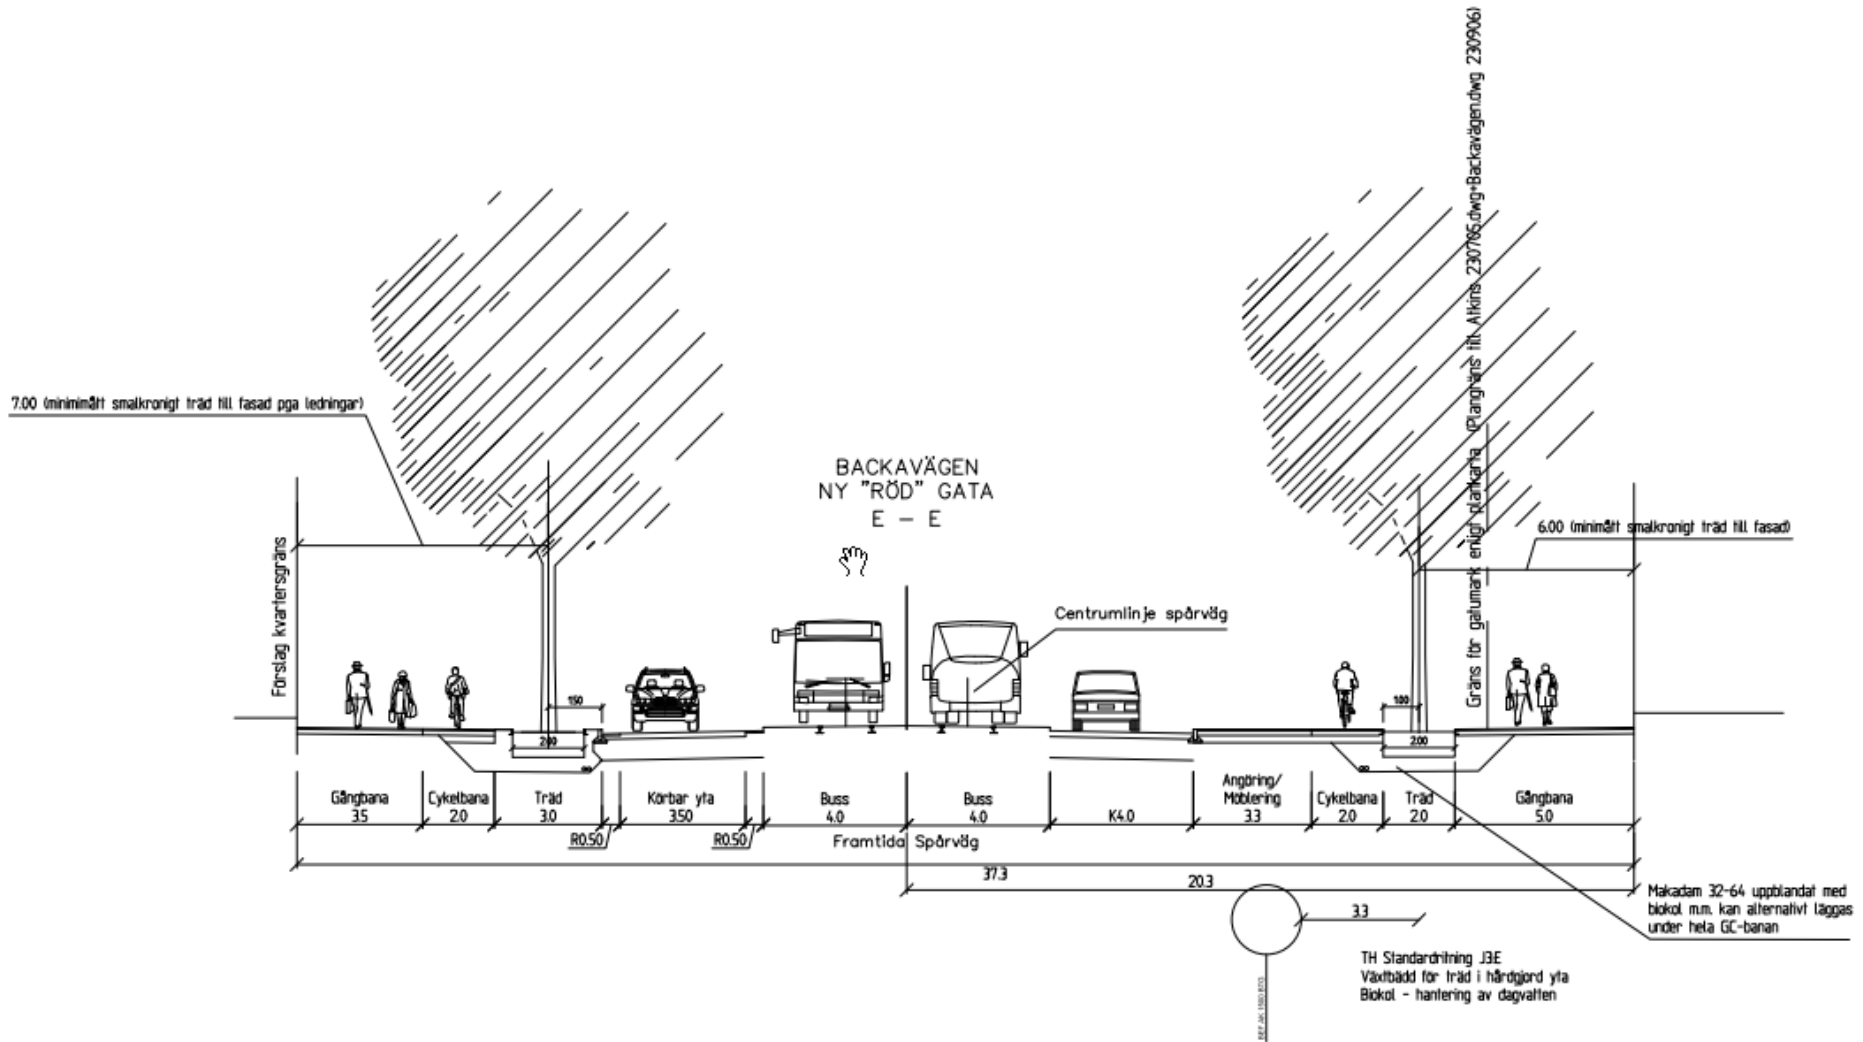 Gräns för gatumark enligt plankarta (Plangräns till Atkins 230705.dwg+Backavägen.dwg 230906)
7.00 (minimimått smalkronigt träd till fasad pga ledningar)
BACKAVÄGEN
NY "RÖD" GATA
E - E
6.00 (minimått smalkronigt träd till fasad)
Förslag kvartersgräns
Centrumlinje spårväg
150
100
200
200
Gångbana
3.5
Cykelbana
2.0
Träd
3.0
Körbar yta
3.50
Buss
4.0
Buss
4.0
K4.0
Angöring/
Möblering
3.3
Cykelbana
2.0
Träd
2.0
Gångbana
5.0
R0.50
R0.50
Framtida Spårväg
37.3
20.3
3.3
Makadam 32-64 uppblandat med
biokol m.m. kan alternativt läggas
under hela GC-banan
TH Standardritning J3E
Växtbädd för träd i hårdgjord yta
Biokol - hantering av dagvatten